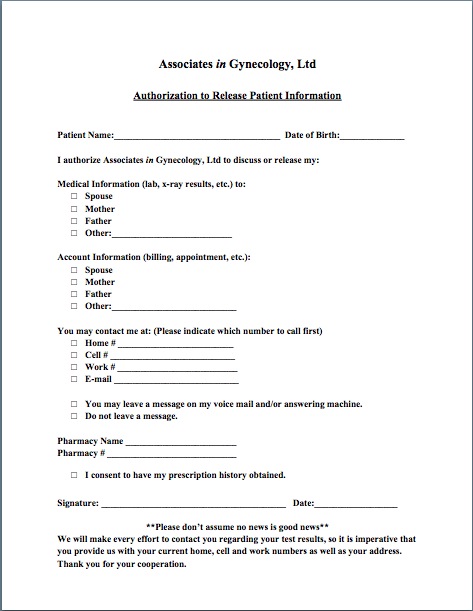 Associates in Gynecology, Ltd
Authorization to Release Patient Information
Patient Name:___________________________________ Date of Birth:______________
I authorize Associates in Gynecology, Ltd to discuss or release my:
Medical Information (lab, x-ray results, etc.) to:
☐ Spouse
☐ Mother
☐ Father
☐ Other:__________________________
Account Information (billing, appointment, etc.):
☐ Spouse
☐ Mother
☐ Father
☐ Other:___________________________
You may contact me at: (Please indicate which number to call first)
☐ Home # _________________________
☐ Cell # ___________________________
☐ Work # _________________________
☐ E-mail ___________________________
☐ You may leave a message on my voice mail and/or answering machine.
☐ Do not leave a message.
Pharmacy Name ________________________
Pharmacy # ____________________________
☐ I consent to have my prescription history obtained.
Signature: ________________________________________ Date:__________________
**Please don't assume no news is good news**
We will make every effort to contact you regarding your test results, so it is imperative that
you provide us with your current home, cell and work numbers as well as your address.
Thank you for your cooperation.